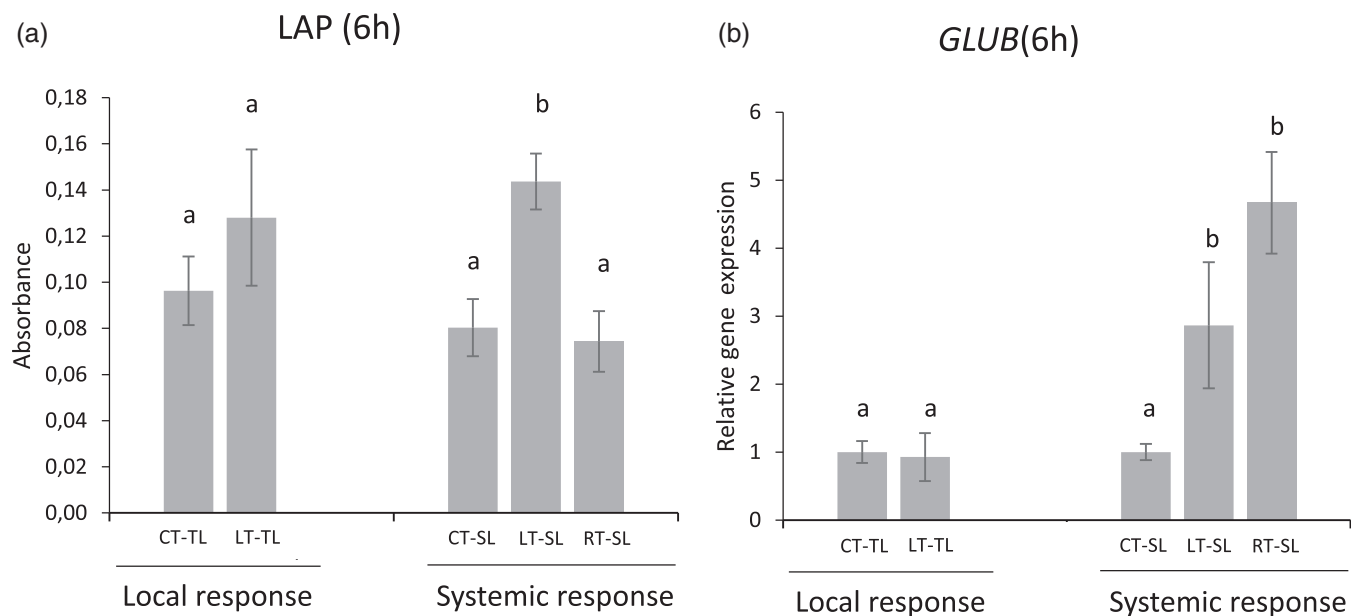 (a)
LAP (6h)
0,18
0,16
0,14
0,12
0,10
0,08
0,06
0,04
0,02
0,00
Absorbance
a
a
a
b
a
CT-TL
LT-TL
CT-SL
LT-SL
RT-SL
Local response
Systemic response
(b)
GLUB(6h)
6
5
4
3
2
1
0
Relative gene expression
a
a
a
b
b
CT-TL
LT-TL
CT-SL
LT-SL
RT-SL
Local response
Systemic response